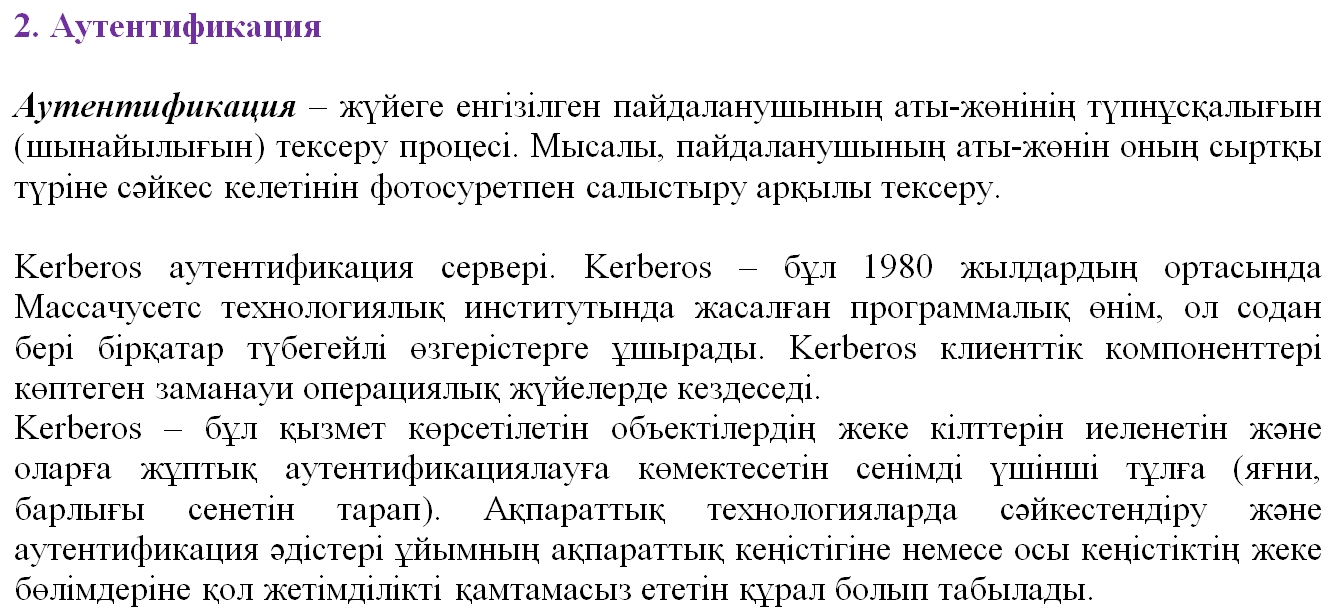 2. Аутентификация
Аутентификация – жүйеге енгізілген пайдаланушының аты-жөнінің түпнұсқалығын
(шынайылығын) тексеру процесі. Мысалы, пайдаланушының аты-жөнін оның сыртқы
түріне сәйкес келетінін фотосуретпен салыстыру арқылы тексеру.
Kerberos аутентификация сервері. Kerberos – бұл 1980 жылдардың ортасында
Массачусетс технологиялық институтында жасалған программалық өнім, ол содан
бері бірқатар түбегейлі өзгерістерге ұшырады. Kerberos клиенттік компоненттері
көптеген заманауи операциялық жүйелерде кездеседі.
Kerberos – бұл қызмет көрсетілетін объектілердің жеке кілттерін иеленетін және
оларға жұптық аутентификациялауға көмектесетін сенімді үшінші тұлға (яғни,
барлығы сенетін тарап). Ақпараттық технологияларда сәйкестендіру және
аутентификация әдістері ұйымның ақпараттық кеңістігіне немесе осы кеңістіктің жеке
бөлімдеріне қол жетімділікті қамтамасыз ететін құрал болып табылады.